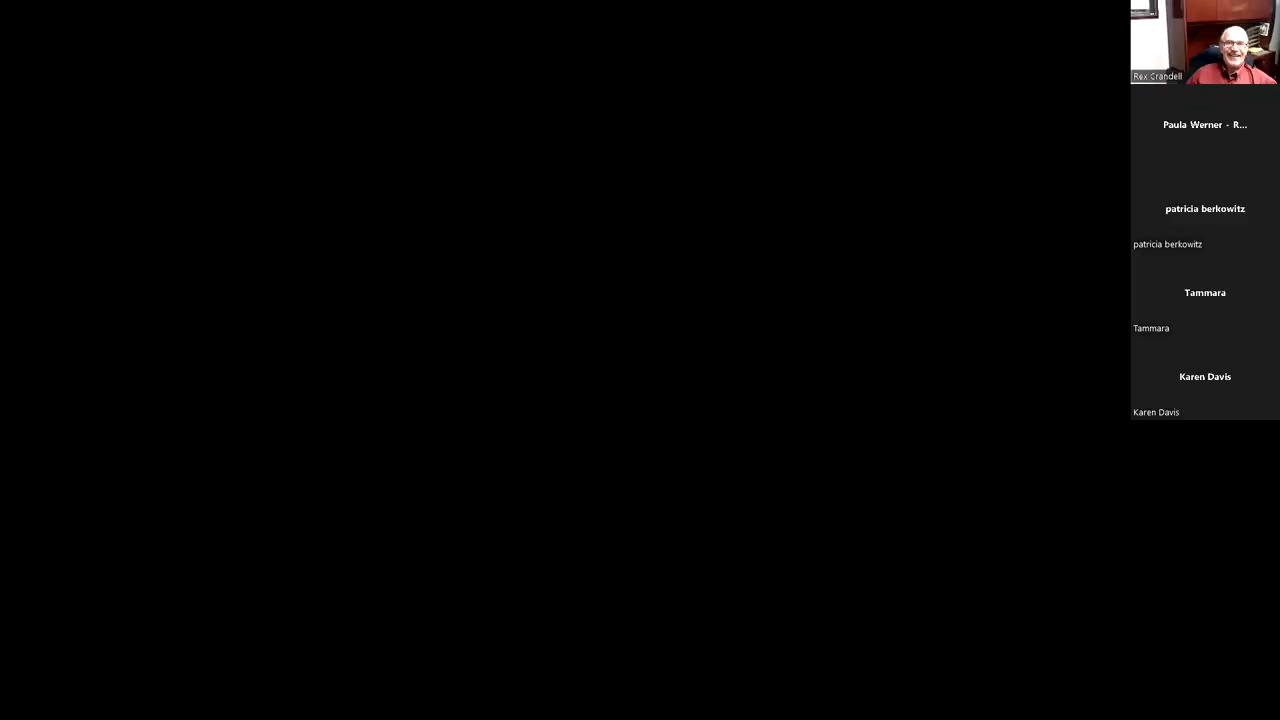 Rex Crandell
Paula Werner - R...
patricia berkowitz
patricia berkowitz
Tammara
Tammara
Karen Davis
Karen Davis